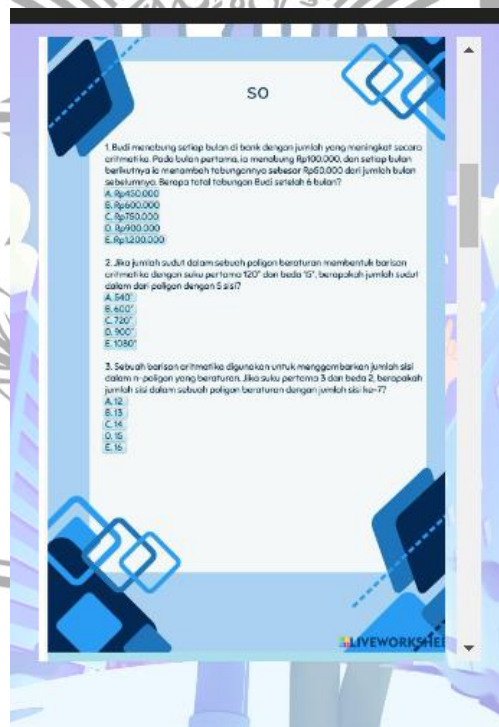 SO
1. Budi menabung setiap bulan di bank dengan jumlah yang meningkat secara
aritmatika. Pada bulan pertama, ia menabung Rp100.000, dan setiap bulan
berikutnya ia menambah tabungannya sebesar Rp50.000 dari jumlah bulan
sebelumnya. Berapa total tabungan Budi setelah 6 bulan?
A. Rp450.000
B. Rp600.000
C. Rp750.000
D. Rp900.000
E. Rp1.200.000
2. Jika jumlah sudut dalam sebuah poligon beraturan membentuk barisan
aritmatika dengan suku pertama 120° dan beda 15°, berapakah jumlah sudut
dalam dari poligon dengan 5 sisi?
A. 540°
B. 600°
C. 720°
D. 900°
E. 1080°
3. Sebuah barisan aritmatika digunakan untuk menggambarkan jumlah sisi
dalam n-poligon yang beraturan. Jika suku pertama 3 dan beda 2, berapakah
jumlah sisi dalam sebuah poligon beraturan dengan jumlah sisi ke-7?
A. 12
B. 13
C. 14
D. 15
E. 16
LIVEWORKSHEE